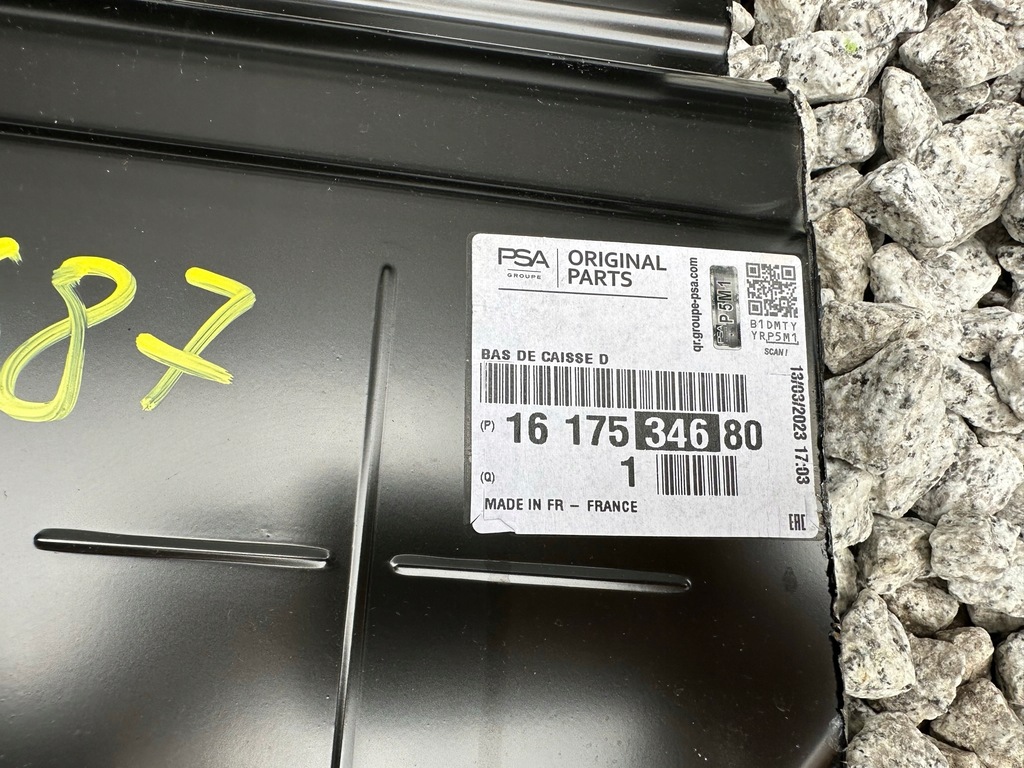 87
PSA
GROUPE
ORIGINAL
PARTS
qr.groupe-psa.com
P5M1
B1DMTY
YRP5M1
SCAN!
BAS DE CAISSE D
13/03/2023 17:03
(P) 16 175 346 80
(Q) 1
MADE IN FR – FRANCE
EAC